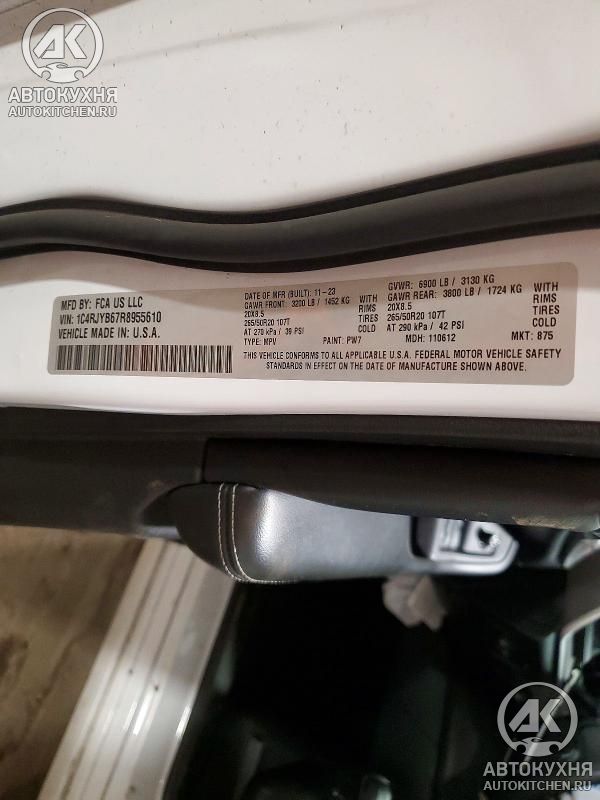 AK
АВТОКУХНЯ
AUTOKITCHEN.RU
MFD BY: FCA US LLC
VIN: 1C4RJYB67R8955610
VEHICLE MADE IN U.S.A.
DATE OF MFR (BUILT): 11-23
GAWR FRONT: 3200 LB / 1452 KG WITH
20X8.5 RIMS
265/50R20 107T TIRES
AT 270 kPa / 39 PSI COLD
TYPE: MPV PAINT: PW7
GVWR: 6900 LB / 3130 KG
GAWR REAR: 3800 LB / 1724 KG WITH
20X8.5 RIMS
265/50R20 107T TIRES
AT 290 kPa / 42 PSI COLD
MDH: 110612 MKT: 875
THIS VEHICLE CONFORMS TO ALL APPLICABLE U.S.A. FEDERAL MOTOR VEHICLE SAFETY
STANDARDS IN EFFECT ON THE DATE OF MANUFACTURE SHOWN ABOVE.
AK
АВТОКУХНЯ
AUTOKITCHEN.RU